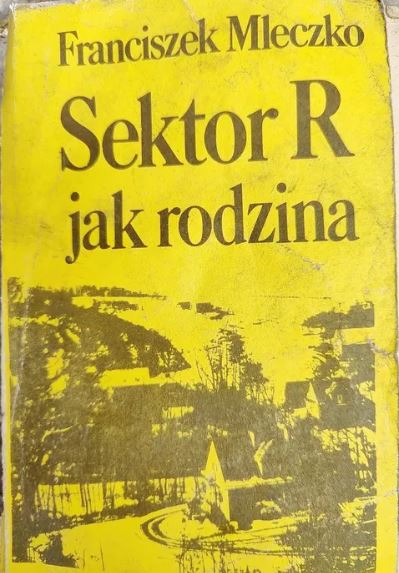 Franciszek Mleczko
Sektor R
jak rodzina